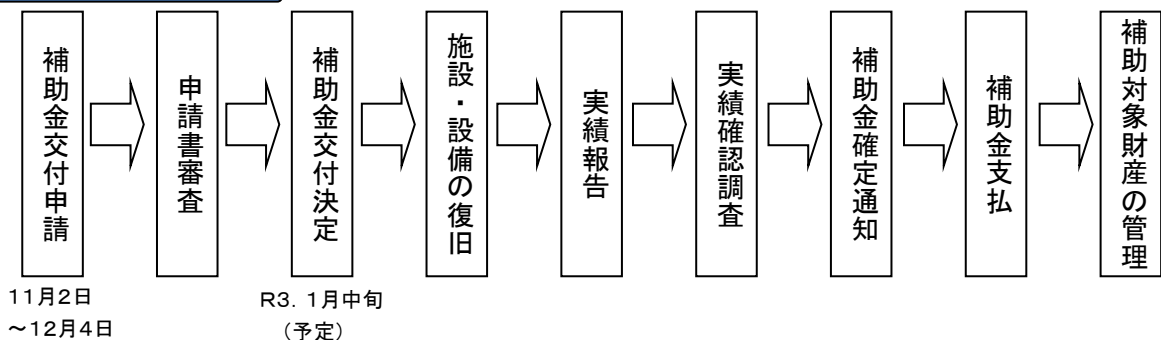 補助金交付申請
申請書審査
補助金交付決定
施設・設備の復旧
実績報告
実績確認調査
補助金確定通知
補助金支払
補助対象財産の管理
11月2日
～12月4日
R3. 1月中旬
（予定）